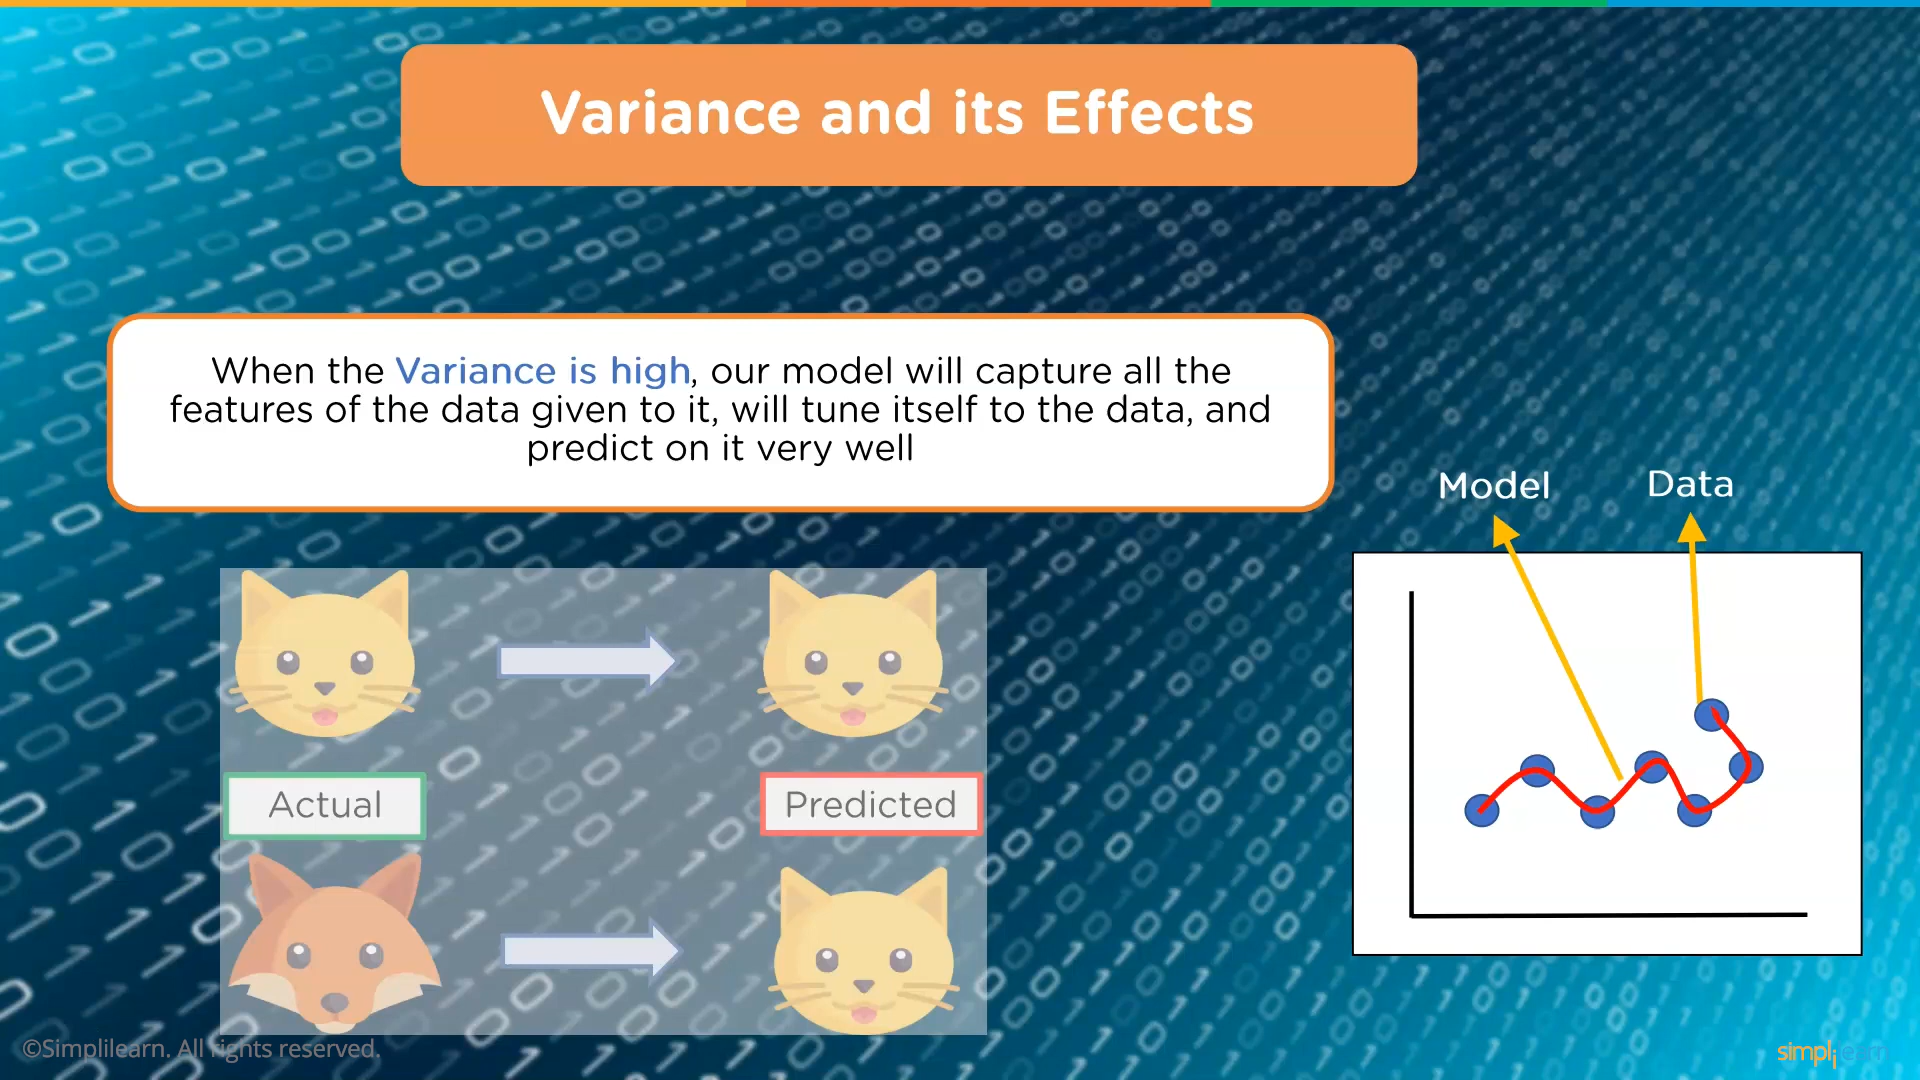 Variance and its Effects
When the Variance is high, our model will capture all the
features of the data given to it, will tune itself to the data, and
predict on it very well
Model
Data
Actual
Predicted
©Simplilearn. All rights reserved.
simplilearn